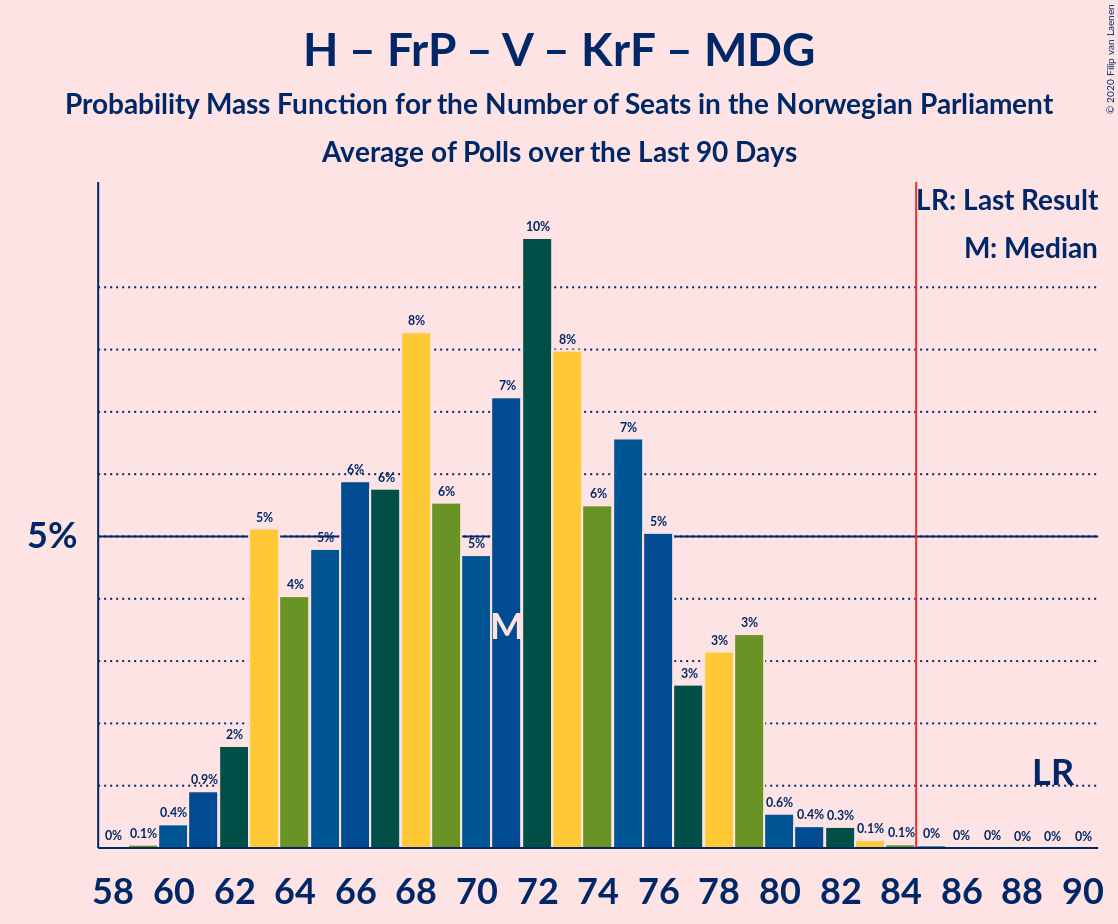 H – FrP – V – KrF – MDG
Probability Mass Function for the Number of Seats in the Norwegian Parliament
Average of Polls over the Last 90 Days
© 2020 Filip van Laenen
LR: Last Result
M: Median
5%
0% 0.1% 0.4% 0.9% 2% 5% 4% 5% 6% 6% 8% 6% 5% 7% 10% 8% 6% 7% 5% 3% 3% 3% 0.6% 0.4% 0.3% 0.1% 0.1% 0% 0% 0% 0% 0% 0%
M
LR
58 60 62 64 66 68 70 72 74 76 78 80 82 84 86 88 90